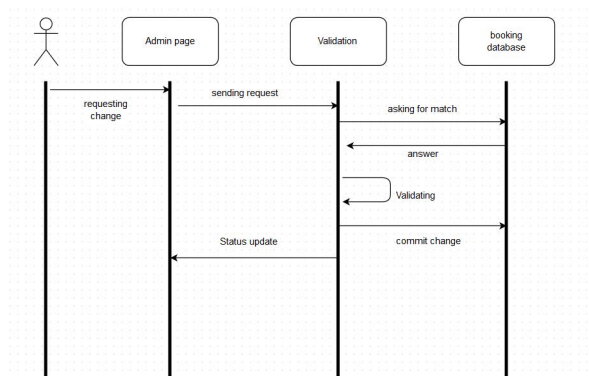 Admin page
Validation
booking
database
requesting
change
sending request
asking for match
answer
Validating
commit change
Status update